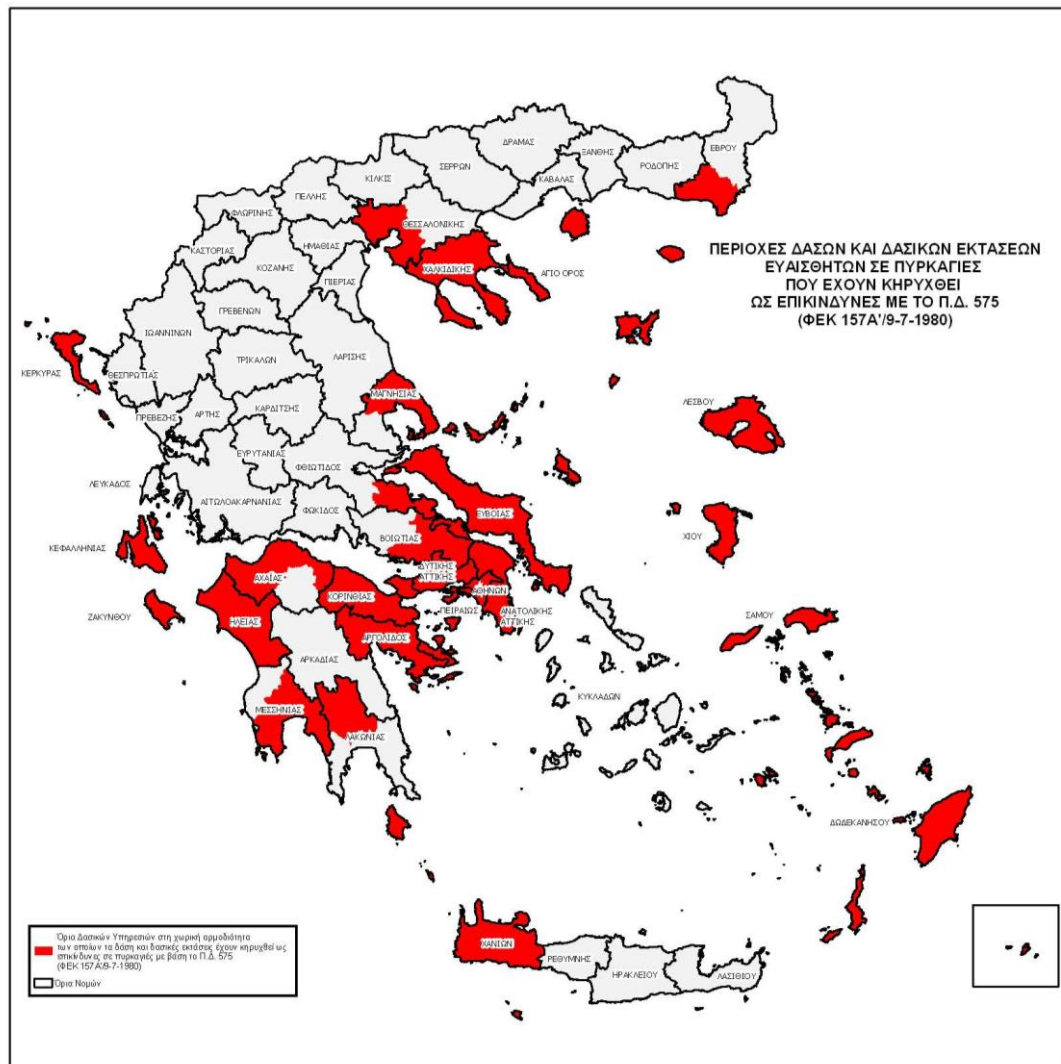 ΔΡΑΜΑΣ
ΞΑΝΘΗΣ
ΕΒΡΟΥ
ΣΕΡΡΩΝ
ΡΟΔΟΠΗΣ
ΚΙΛΚΙΣ
ΚΑΒΑΛΑΣ
ΠΕΛΛΗΣ
ΦΛΩΡΙΝΗΣ
ΘΕΣΣΑΛΟΝΙΚΗΣ
ΚΑΣΤΟΡΙΑΣ
ΗΜΑΘΙΑΣ
ΠΕΡΙΟΧΕΣ ΔΑΣΩΝ ΚΑΙ ΔΑΣΙΚΩΝ ΕΚΤΑΣΕΩΝ
ΕΥΑΙΣΘΗΤΩΝ ΣΕ ΠΥΡΚΑΓΙΕΣ
ΠΟΥ ΕΧΟΥΝ ΚΗΡΥΧΘΕΙ
ΩΣ ΕΠΙΚΙΝΔΥΝΕΣ ΜΕ ΤΟ Π.Δ. 575
(ΦΕΚ 157Α'/9-7-1980)
ΚΟΖΑΝΗΣ
ΧΑΛΚΙΔΙΚΗΣ
ΑΓΙΟ ΟΡΟΣ
ΠΙΕΡΙΑΣ
ΓΡΕΒΕΝΩΝ
ΙΩΑΝΝΙΝΩΝ
ΛΑΡΙΣΗΣ
ΤΡΙΚΑΛΩΝ
ΚΕΡΚΥΡΑΣ
ΘΕΣΠΡΩΤΙΑΣ
ΜΑΓΝΗΣΙΑΣ
ΛΕΣΒΟΥ
ΠΡΕΒΕΖΗΣ
ΑΡΤΗΣ
ΚΑΡΔΙΤΣΗΣ
ΕΥΡΥΤΑΝΙΑΣ
ΦΘΙΩΤΙΔΟΣ
ΛΕΥΚΑΔΟΣ
ΑΙΤΩΛΟΑΚΑΡΝΑΝΙΑΣ
ΦΩΚΙΔΟΣ
ΕΥΒΟΙΑΣ
ΒΟΙΩΤΙΑΣ
ΧΙΟΥ
ΚΕΦΑΛΛΗΝΙΑΣ
ΔΥΤΙΚΗΣ
ΑΤΤΙΚΗΣ
ΑΧΑΪΑΣ
ΑΘΗΝΩΝ
ΚΟΡΙΝΘΙΑΣ
ΖΑΚΥΝΘΟΥ
ΗΛΕΙΑΣ
ΠΕΙΡΑΙΩΣ
ΑΝΑΤΟΛΙΚΗΣ
ΑΤΤΙΚΗΣ
ΣΑΜΟΥ
ΑΡΓΟΛΙΔΟΣ
ΑΡΚΑΔΙΑΣ
ΚΥΚΛΑΔΩΝ
ΜΕΣΣΗΝΙΑΣ
ΛΑΚΩΝΙΑΣ
ΔΩΔΕΚΑΝΗΣΟΥ
ΧΑΝΙΩΝ
ΡΕΘΥΜΝΗΣ
ΗΡΑΚΛΕΙΟΥ
ΛΑΣΙΘΙΟΥ
Όρια Δασικών Υπηρεσιών στη χωρική αρμοδιότητα
των οποίων τα δάση και δασικές εκτάσεις έχουν κηρυχθεί ως
επικίνδυνες σε πυρκαγιές με βάση το Π.Δ. 575
(ΦΕΚ 157Α'/9-7-1980)
Όρια Νομών